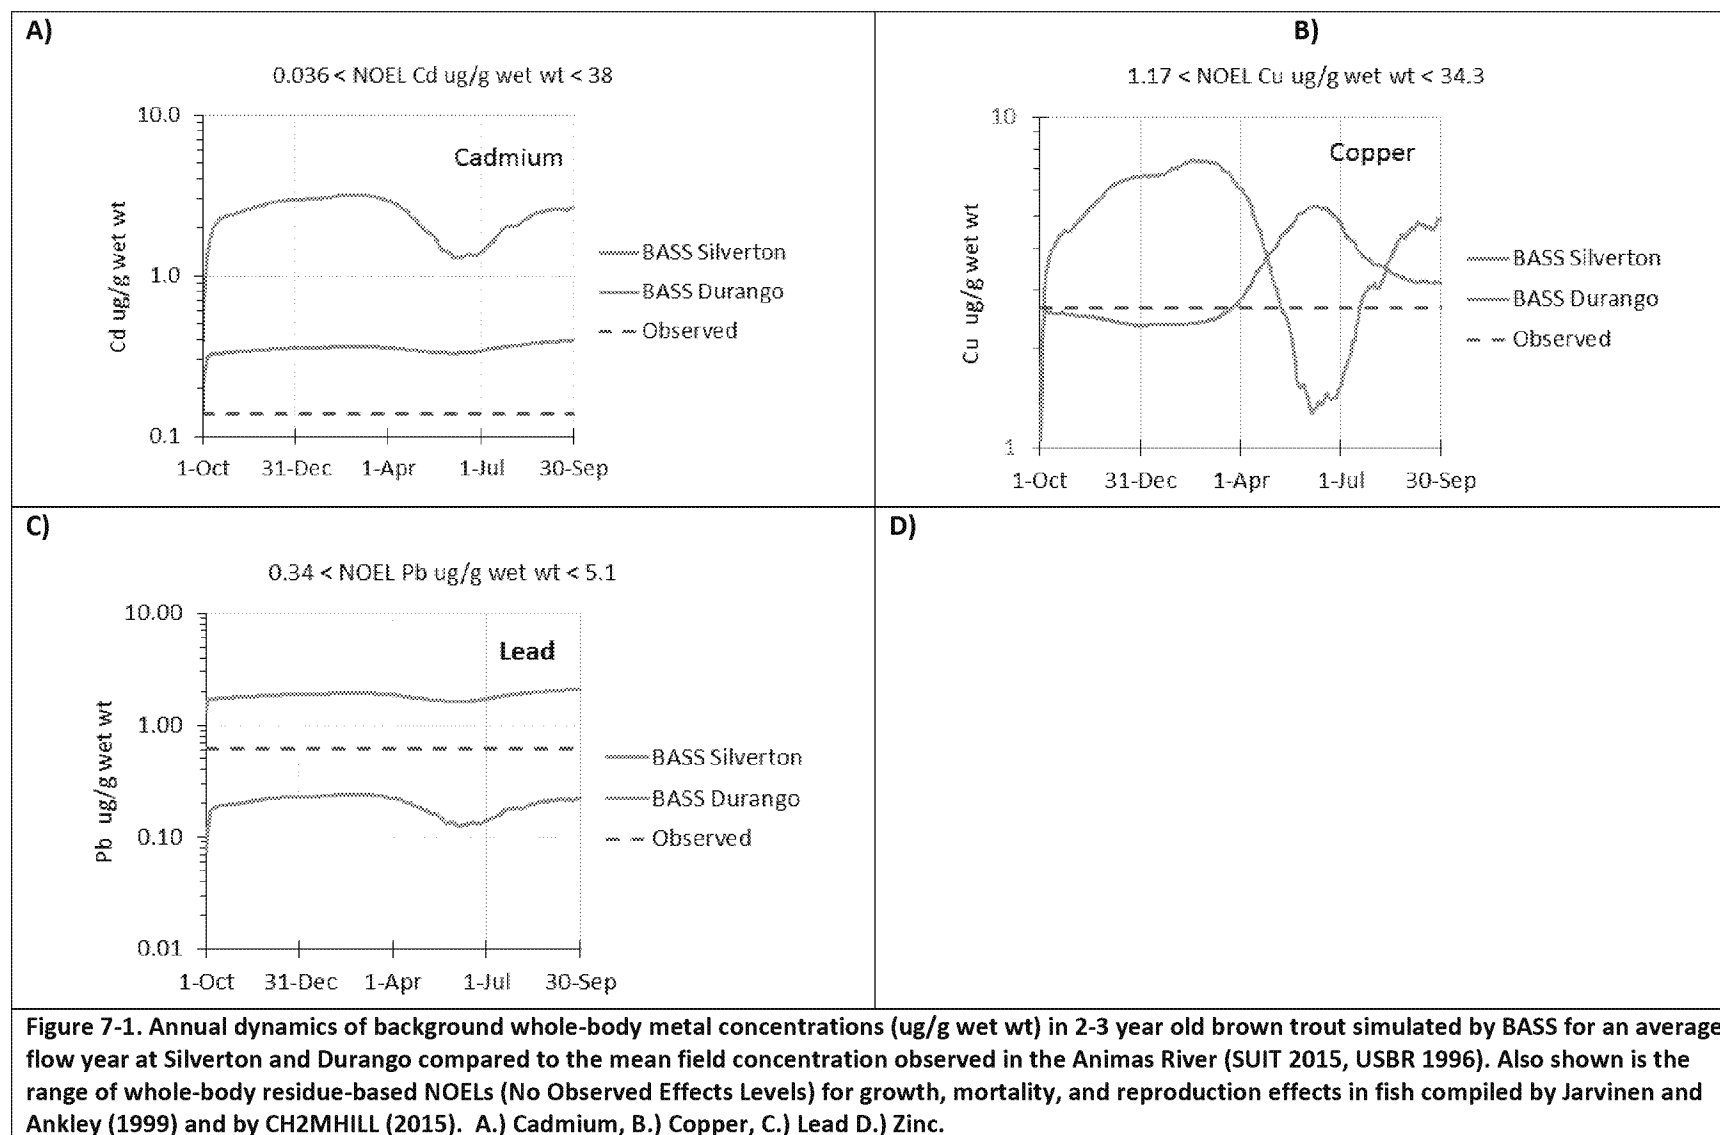 A)
0.036 < NOEL Cd ug/g wet wt < 38
10.0
Cadmium
Cd ug/g wet wt
1.0
0.1
1-Oct 31-Dec 1-Apr 1-Jul 30-Sep
BASS Silverton
BASS Durango
Observed
B)
1.17 < NOEL Cu ug/g wet wt < 34.3
10
Copper
Cu ug/g wet wt
1
1-Oct 31-Dec 1-Apr 1-Jul 30-Sep
BASS Silverton
BASS Durango
Observed
C)
0.34 < NOEL Pb ug/g wet wt < 5.1
10.00
Lead
Pb ug/g wet wt
1.00
0.10
0.01
1-Oct 31-Dec 1-Apr 1-Jul 30-Sep
BASS Silverton
BASS Durango
Observed
D)
Figure 7-1. Annual dynamics of background whole-body metal concentrations (ug/g wet wt) in 2-3 year old brown trout simulated by BASS for an average
flow year at Silverton and Durango compared to the mean field concentration observed in the Animas River (SUIT 2015, USBR 1996). Also shown is the
range of whole-body residue-based NOELs (No Observed Effects Levels) for growth, mortality, and reproduction effects in fish compiled by Jarvinen and
Ankley (1999) and by CH2MHILL (2015). A.) Cadmium, B.) Copper, C.) Lead D.) Zinc.